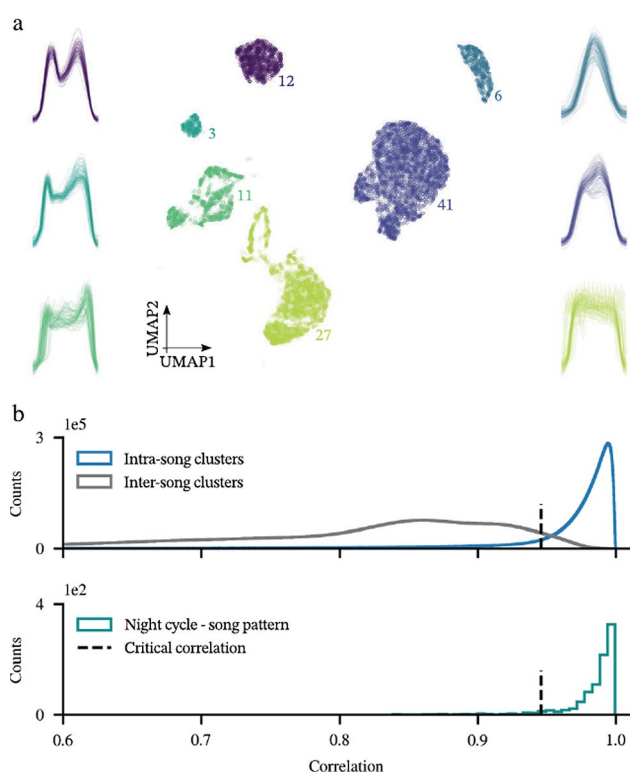 a
12
6
3
11
41
27
UMAP2
UMAP1
b
1e5
3
Counts
0
Intra-song clusters
Inter-song clusters
1e2
4
Counts
0
Night cycle - song pattern
Critical correlation
0.6 0.7 0.8 0.9 1.0
Correlation